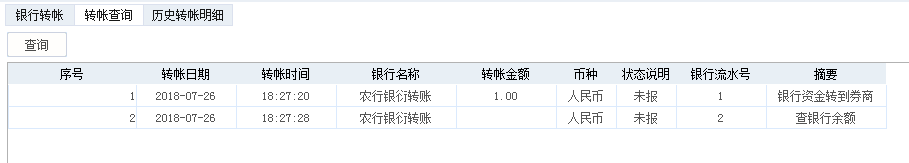 银行转帐 转帐查询 历史转帐明细
查询
序号 转帐日期 转帐时间 银行名称 转帐金额 币种 状态说明 银行流水号 摘要
1 2018-07-26 18:27:20 农行银衍转账 1.00 人民币 未报 1 银行资金转到券商
2 2018-07-26 18:27:28 农行银衍转账 人民币 未报 2 查银行余额